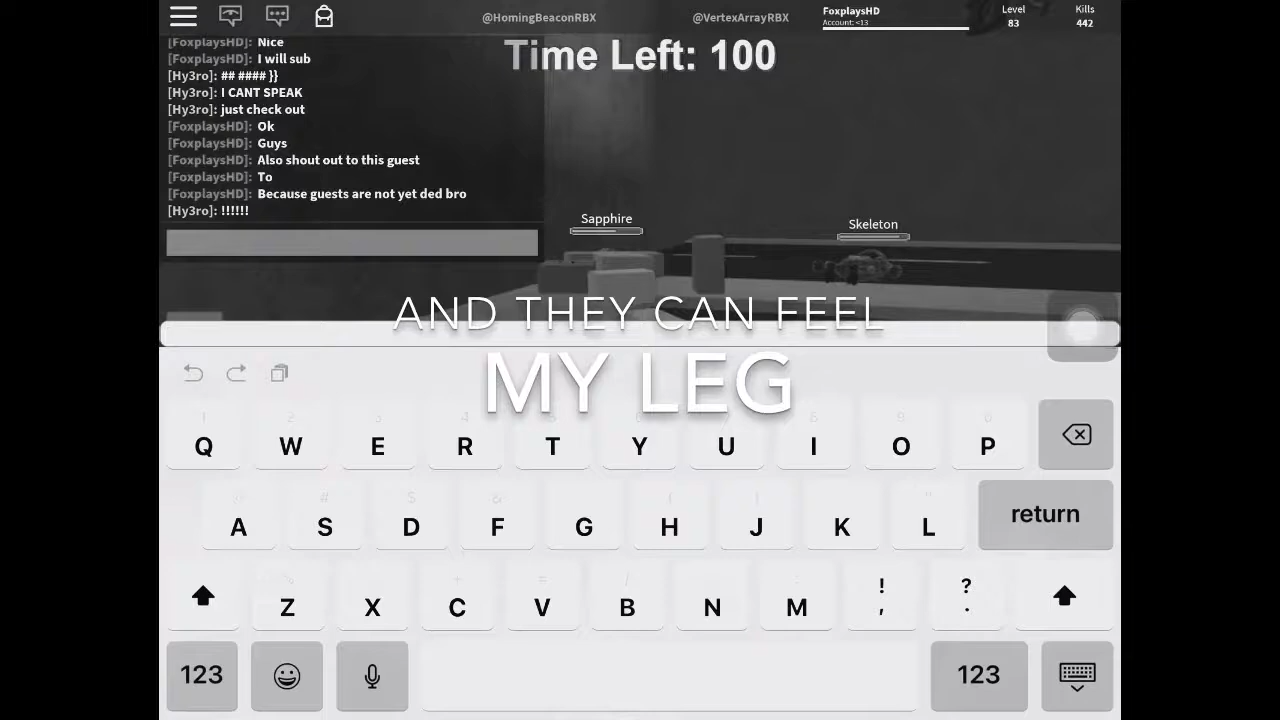 @HomingBeaconRBX
@VertexArrayRBX
FoxplaysHD
Account: <13
Level
83
Kills
442
Time Left: 100
[FoxplaysHD]: Nice
[FoxplaysHD]: I will sub
[Hy3ro]: ## #### }}
[Hy3ro]: I CANT SPEAK
[Hy3ro]: just check out
[FoxplaysHD]: Ok
[FoxplaysHD]: Guys
[FoxplaysHD]: Also shout out to this guest
[FoxplaysHD]: To
[FoxplaysHD]: Because guests are not yet ded bro
[Hy3ro]: !!!!!!
Sapphire
Skeleton
AND THEY CAN FEEL
MY LEG
Q W E R T Y U I O P
A S D F G H J K L return
Z X C V B N M ! , ? .
123 123